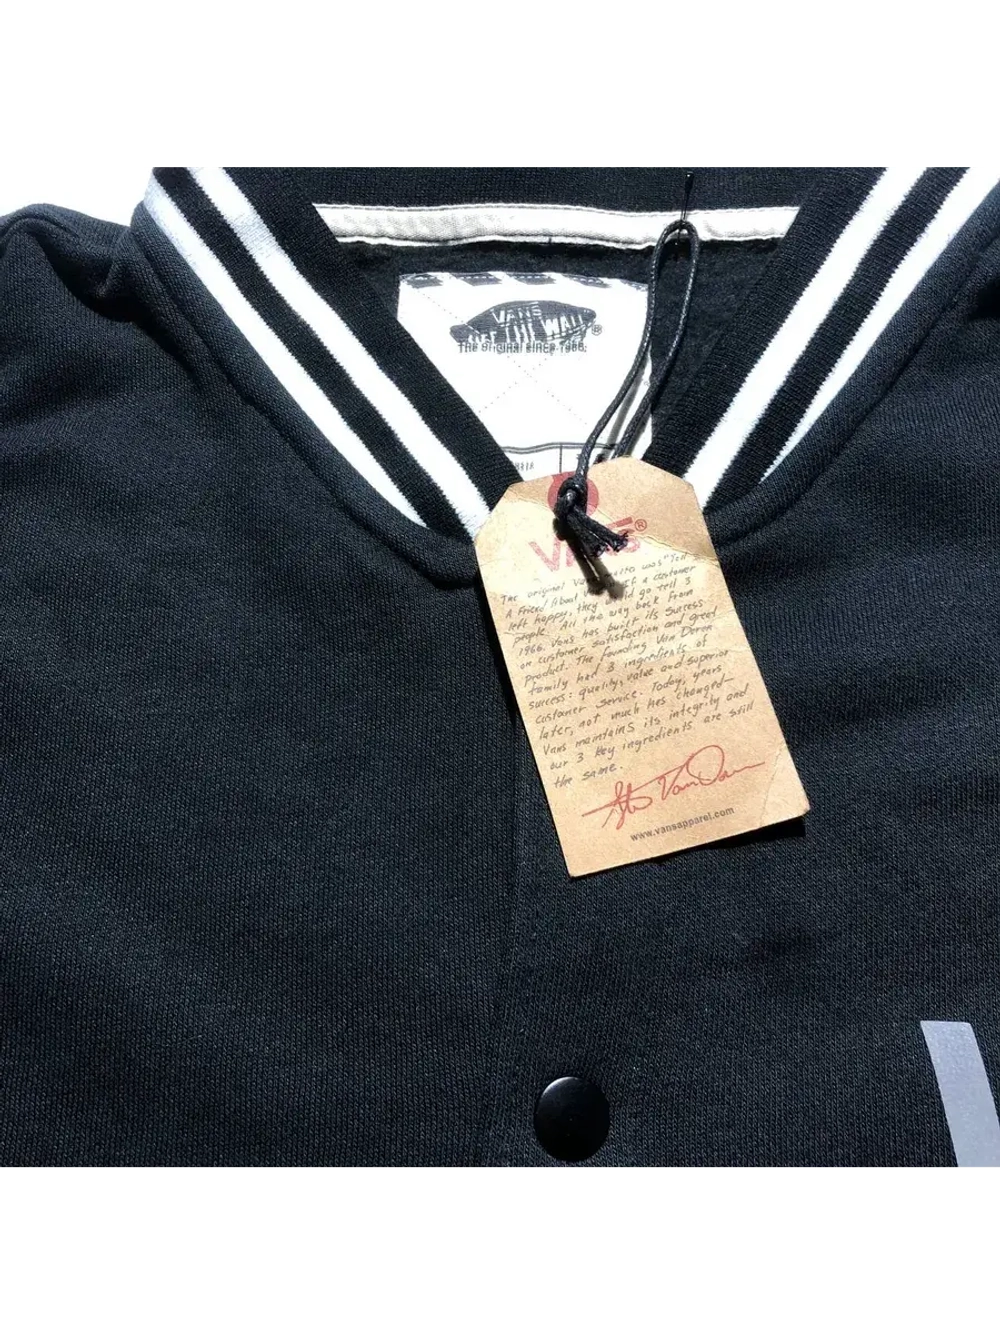 VANS
OFF THE WALL ®
The Original since 1966.
VANS®
The original Vans was "Tell
A Friend About Vans". If a customer
left happy, they would go tell 3
people. All the way back from
1966 Vans has built its success
on customer satisfaction and great
product. The founding Van Doren
family had 3 ingredients of
success: quality, value and superior
customer service. Today, years
later, not much has changed-
Vans maintains its integrity and
our 3 key ingredients are still
the same.
Steve Van Doren
www.vansapparel.com